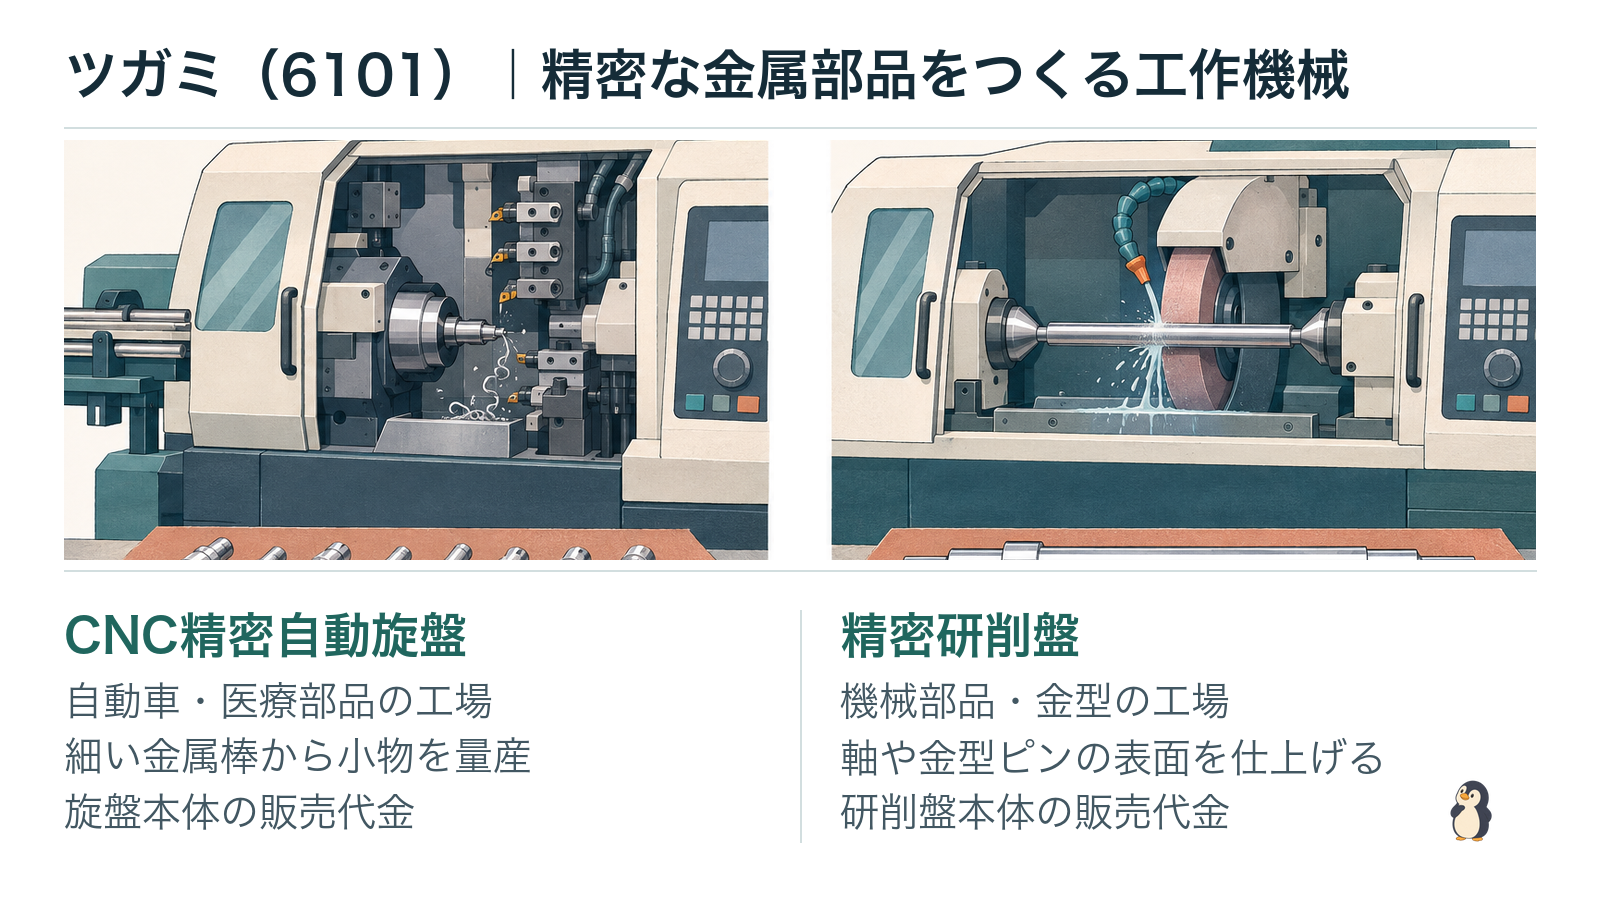 ツガミ（6101）｜精密な金属部品をつくる工作機械
CNC精密自動旋盤
自動車・医療部品の工場
細い金属棒から小物を量産
旋盤本体の販売代金
精密研削盤
機械部品・金型の工場
軸や金型ピンの表面を仕上げる
研削盤本体の販売代金